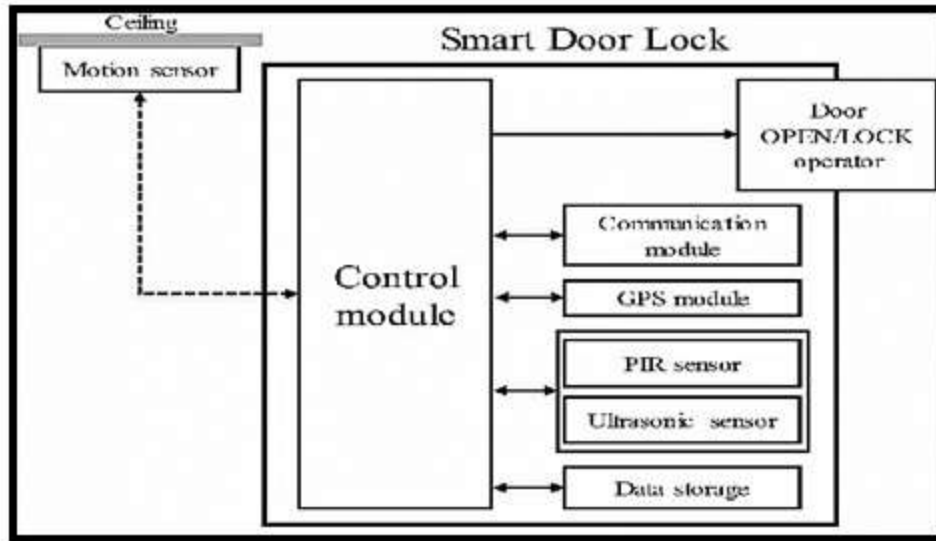 Ceiling
Motion sensor
Smart Door Lock
Door
OPEN/LOCK
operator
Control
module
Communication
module
GPS module
PIR sensor
Ultrasonic sensor
Data storage